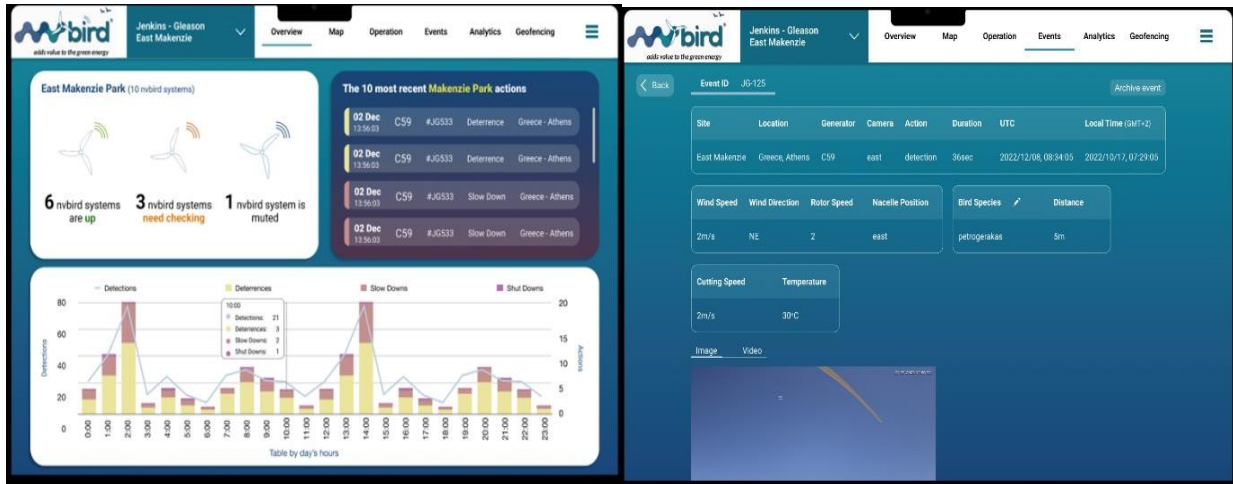 nvbird
adds value to the green energy
Jenkins - Gleason
East Makenzie
Overview Map Operation Events Analytics Geofencing
East Makenzie Park (10 nvbird systems)
6 nvbird systems
are up
3 nvbird systems
need checking
1 nvbird system is
muted
The 10 most recent Makenzie Park actions
02 Dec
13:56:03
C59 #JG533 Deterrence Greece - Athens
02 Dec
13:56:03
C59 #JG533 Deterrence Greece - Athens
02 Dec
13:56:03
C59 #JG533 Slow Down Greece - Athens
02 Dec
13:56:03
C59 #JG533 Slow Down Greece - Athens
Detections Deterrences Slow Downs Shut Downs
80
60
40
20
0
Detections
20
15
10
5
0
Actions
10:00
Detections: 21
Deterrences: 3
Slow Downs: 2
Shut Downs: 1
0:00 1:00 2:00 3:00 4:00 5:00 6:00 7:00 8:00 9:00 10:00 11:00 12:00 13:00 14:00 15:00 16:00 17:00 18:00 19:00 20:00 21:00 22:00 23:00
Table by day's hours
nvbird
adds value to the green energy
Jenkins - Gleason
East Makenzie
Overview Map Operation Events Analytics Geofencing
Back
Event ID JG-125
Archive event
Site Location Generator Camera Action Duration UTC Local Time (GMT+2)
East Makenzie Greece, Athens C59 east detection 36sec 2022/12/08, 08:34:05 2022/10/17, 07:29:05
Wind Speed Wind Direction Rotor Speed Nacelle Position
2m/s NE 2 east
Bird Species Distance
petrogerakas 5m
Cutting Speed Temperature
2m/s 30°C
Image Video